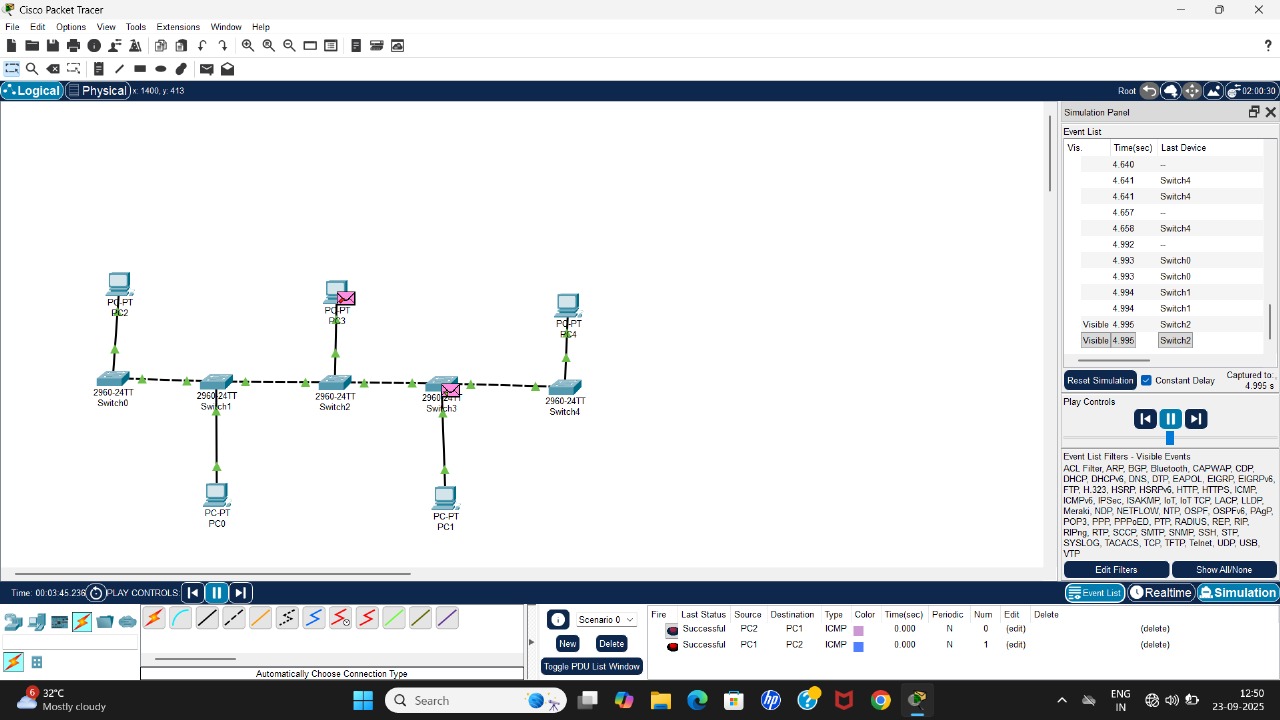 Cisco Packet Tracer
File Edit Options View Tools Extensions Window Help
?
Logical Physical x: 1400, y: 413
Root 02:00:30
Simulation Panel
Event List
Vis. Time(sec) Last Device
4.640 --
4.641 Switch4
4.641 Switch4
4.657 --
4.658 Switch4
4.992 --
4.993 Switch0
4.993 Switch0
4.994 Switch1
4.994 Switch1
Visible 4.995 Switch2
Visible 4.995 Switch2
Reset Simulation Constant Delay Captured to:
4.995 s
Play Controls
Event List Filters - Visible Events
ACL Filter, ARP, BGP, Bluetooth, CAPWAP, CDP,
DHCP, DHCPv6, DNS, DTP, EAPOL, EIGRP, EIGRPv6,
FTP, H.323, HSRP, HSRPv6, HTTP, HTTPS, ICMP,
ICMPv6, IPSec, ISAKMP, IoT, IoT TCP, LACP, LLDP,
Meraki, NDP, NETFLOW, NTP, OSPF, OSPFv6, PAgP,
POP3, PPP, PPPoED, PTP, RADIUS, REP, RIP,
RIPng, RTP, SCCP, SMTP, SNMP, SSH, STP,
SYSLOG, TACACS, TCP, TFTP, Telnet, UDP, USB,
VTP
Edit Filters Show All/None
PC-PT
PC2
PC-PT
PC3
PC-PT
PC4
2960-24TT
Switch0
2960-24TT
Switch1
2960-24TT
Switch2
2960-24TT
Switch3
2960-24TT
Switch4
PC-PT
PC0
PC-PT
PC1
Time: 00:03:45.236 PLAY CONTROLS:
Event List Realtime Simulation
Scenario 0
New Delete
Toggle PDU List Window
Automatically Choose Connection Type
Fire Last Status Source Destination Type Color Time(sec) Periodic Num Edit Delete
Successful PC2 PC1 ICMP 0.000 N 0 (edit) (delete)
Successful PC1 PC2 ICMP 0.000 N 1 (edit) (delete)
6
32°C
Mostly cloudy
Search
hp
ENG
IN
12:50
23-09-2025